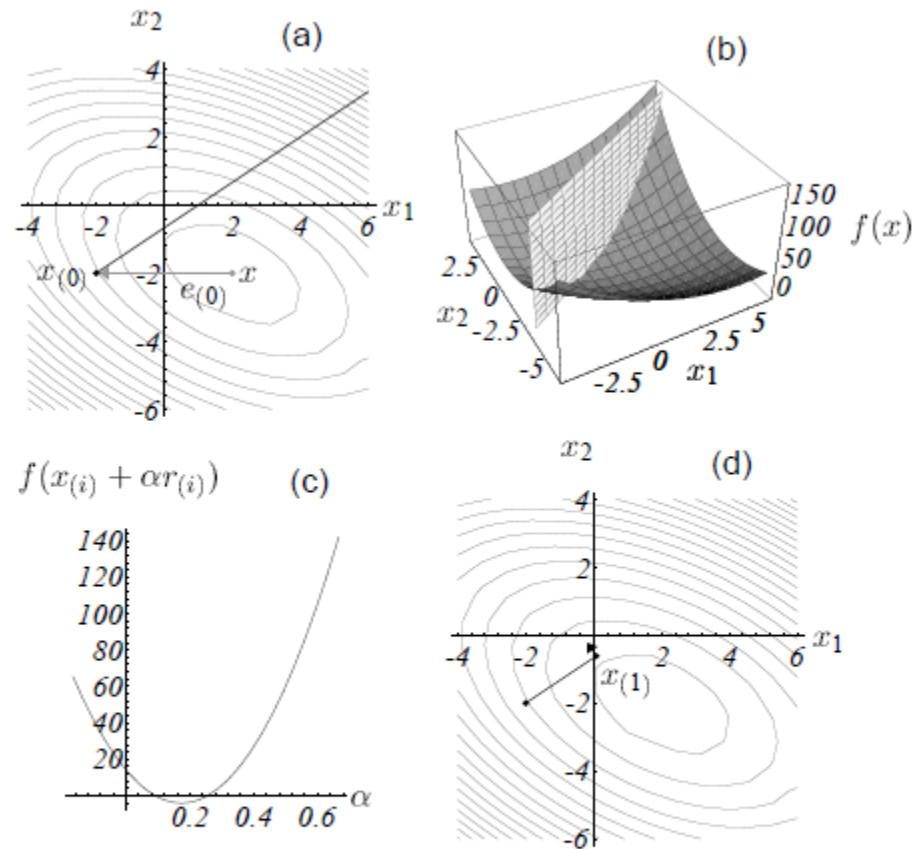 x2
(a)
4
2
-4 -2 2 4 6 x1
x(0) -2 x
e(0)
-4
-6
(b)
150
100
50
0
f(x)
2.5
0
-2.5
-5
x2
-2.5 0 2.5 5
x1
f(x(i) + αr(i))
(c)
140
120
100
80
60
40
20
0.2 0.4 0.6 α
x2
(d)
4
2
-4 -2 2 4 6 x1
x(1)
-2
-4
-6